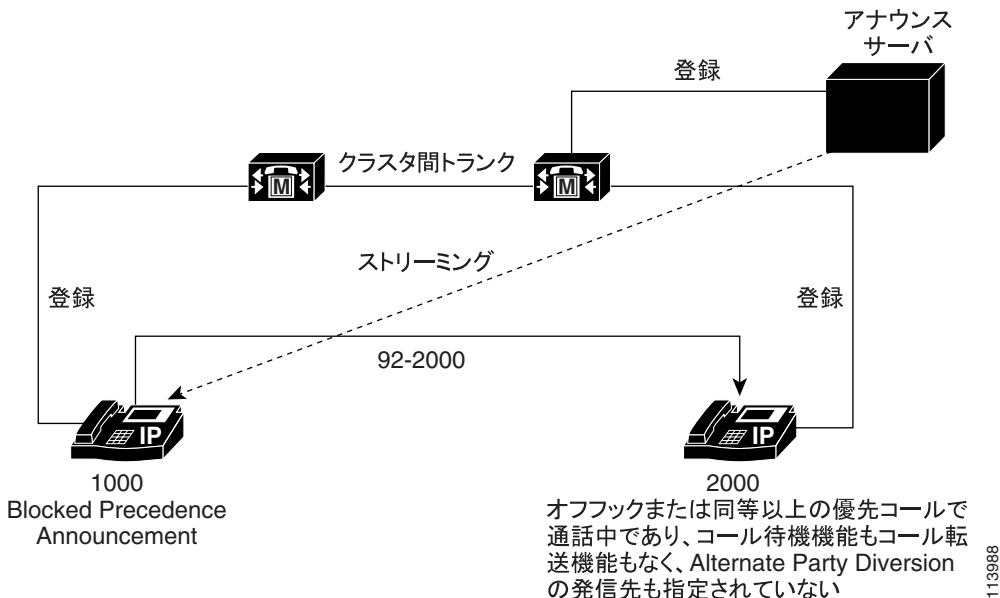 アナウンス
サーバ
登録
クラスタ間トランク
M
M
ストリーミング
登録
登録
92-2000
IP
IP
1000
Blocked Precedence
Announcement
2000
オフフックまたは同等以上の優先コールで
通話中であり、コール待機機能もコール転
送機能もなく、Alternate Party Diversion
の発信先も指定されていない
113988